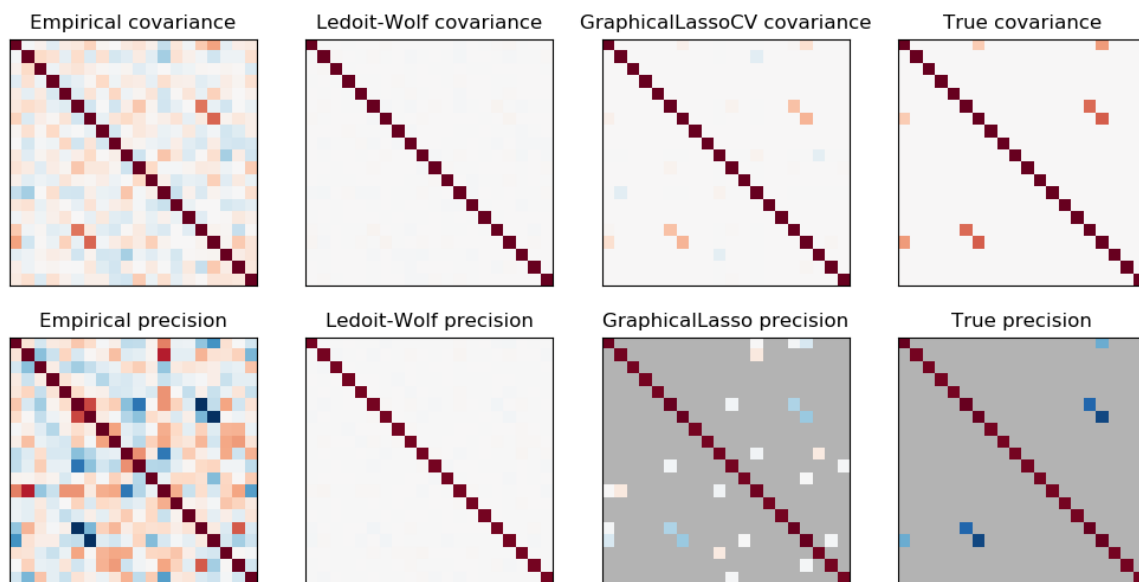 Empirical covariance
Ledoit-Wolf covariance
GraphicalLassoCV covariance
True covariance
Empirical precision
Ledoit-Wolf precision
GraphicalLasso precision
True precision